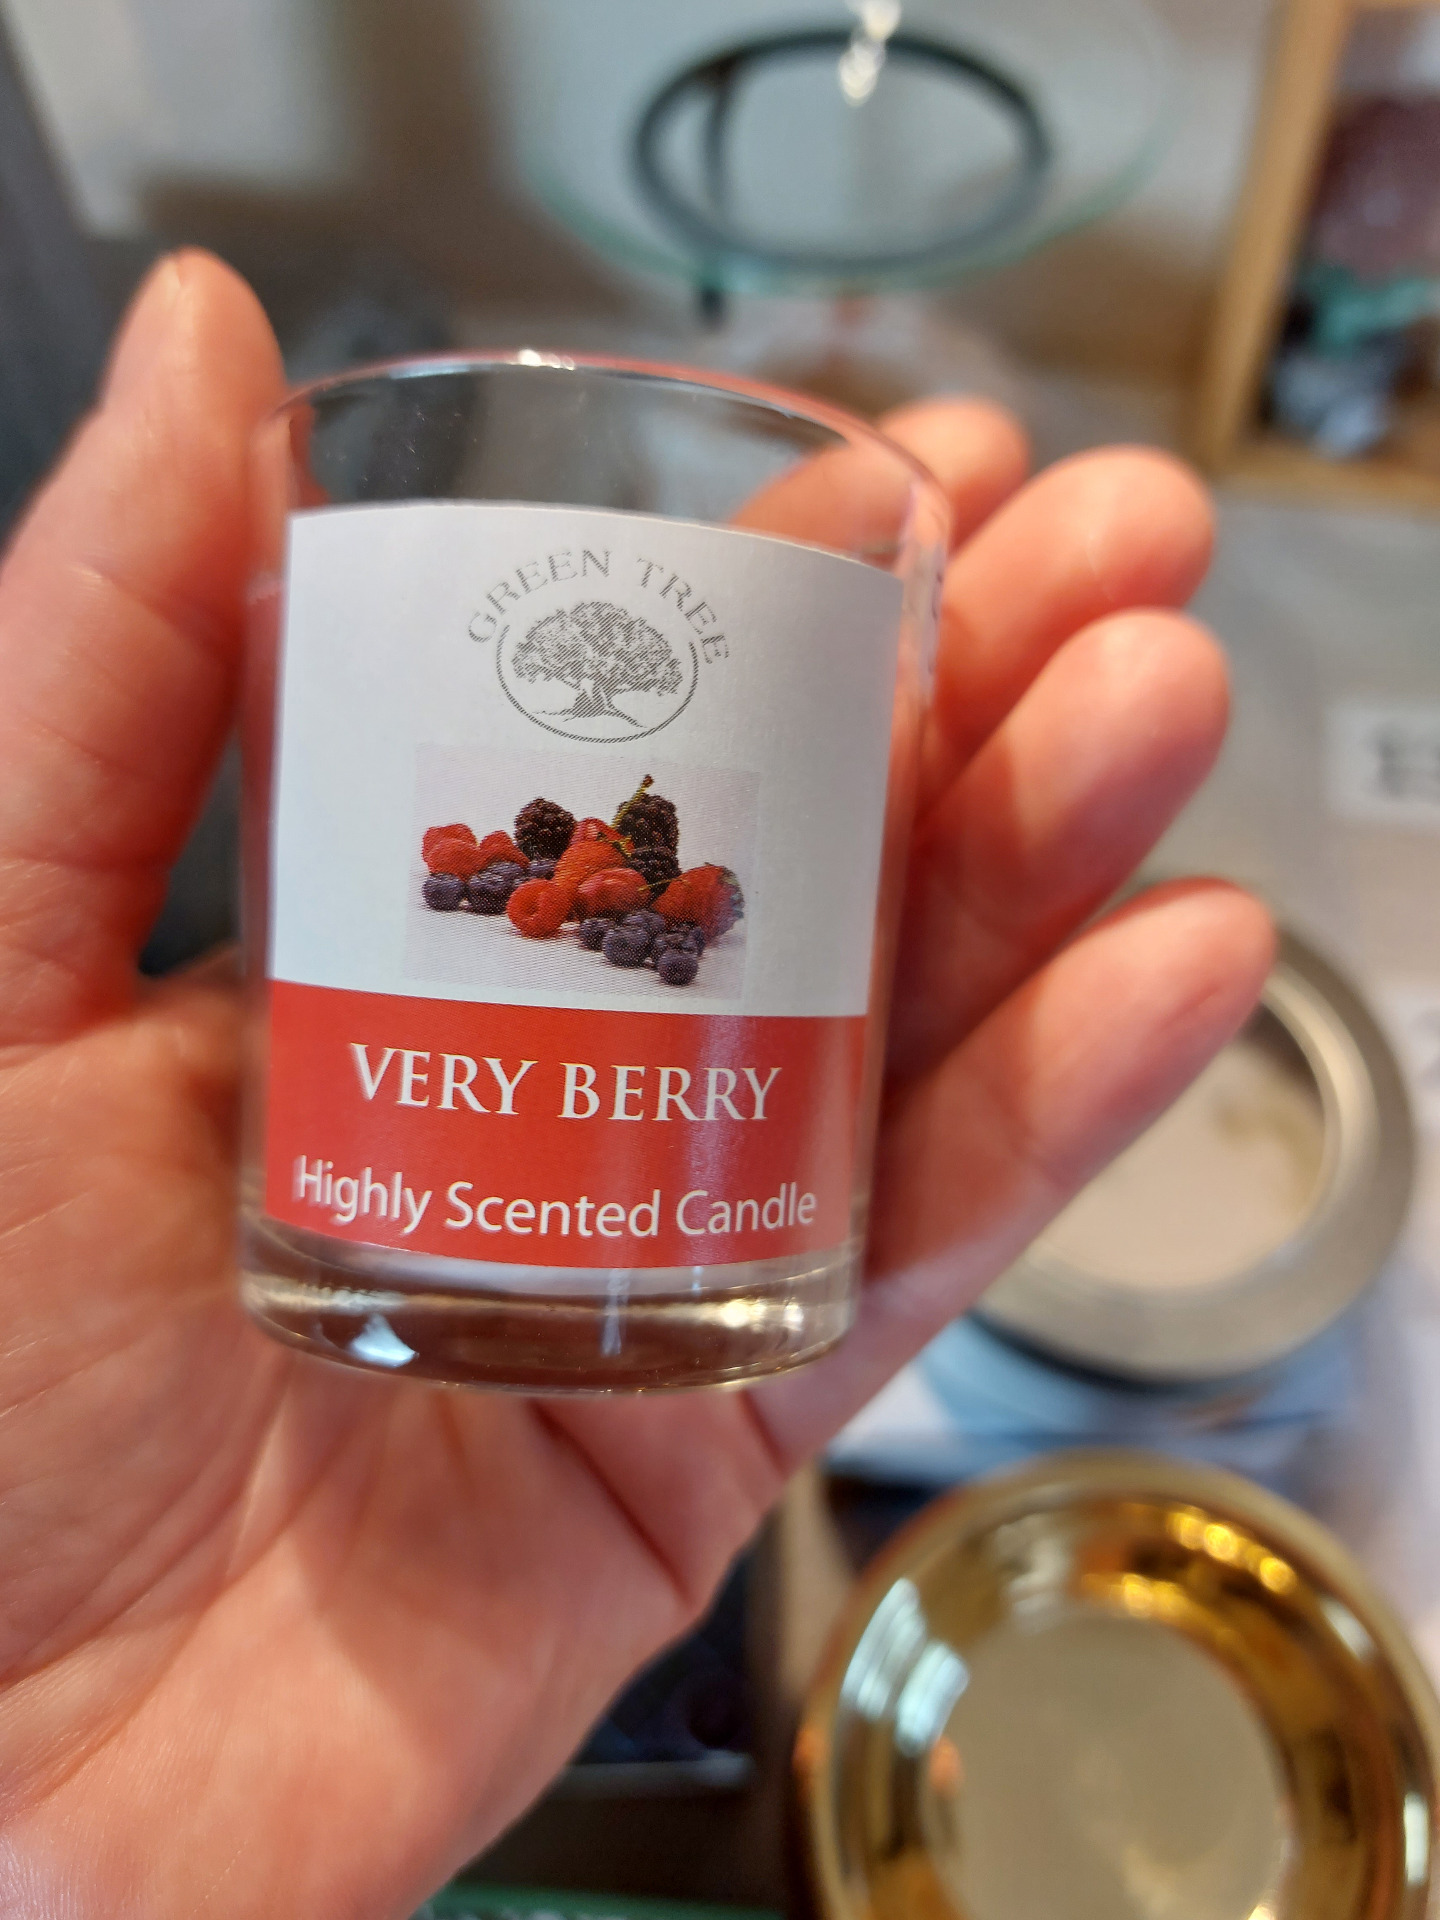 GREEN TREE
VERY BERRY
Highly Scented Candle